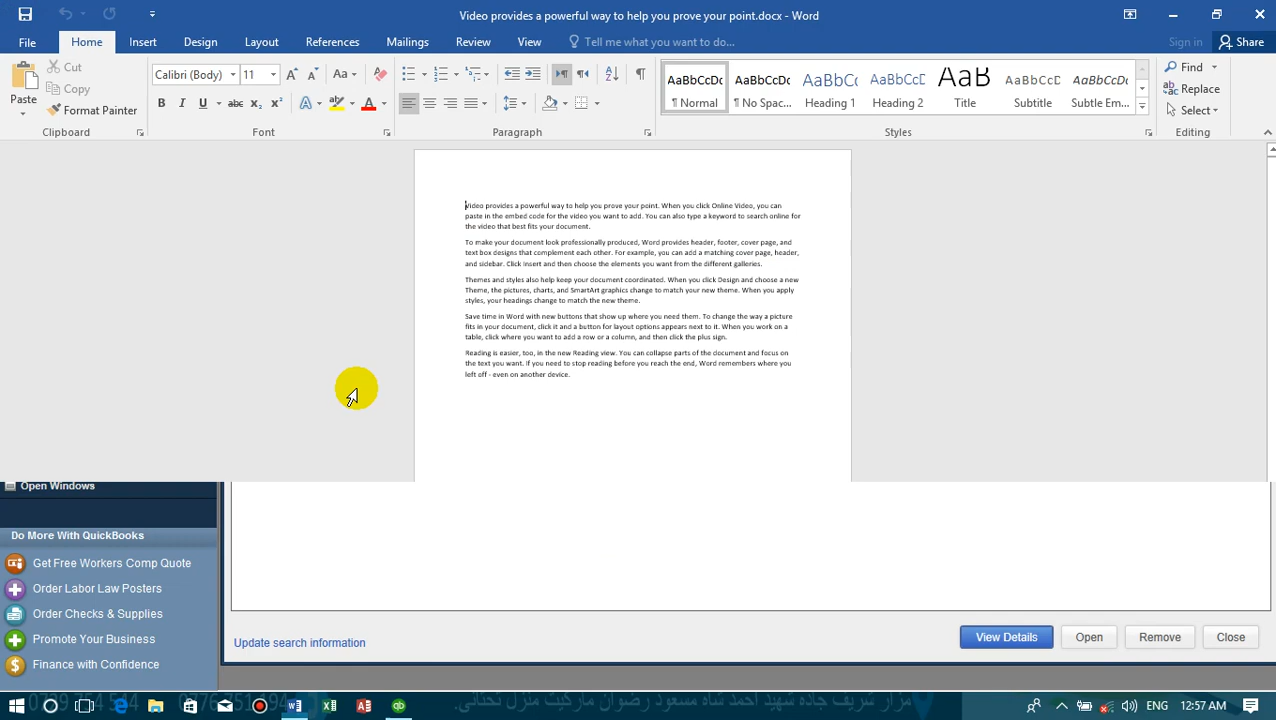 Video provides a powerful way to help you prove your point.docx - Word
File Home Insert Design Layout References Mailings Review View Tell me what you want to do... Sign in Share
Paste
Cut
Copy
Format Painter
Calibri (Body) 11
Aa
B I U abc x₂ x²
A
AaBbCcDc AaBbCcDc AaBbC AaBbCcD AaB AaBbCcD AaBbCcD
¶ Normal ¶ No Spac... Heading 1 Heading 2 Title Subtitle Subtle Em...
Find
Replace
Select
Clipboard Font Paragraph Styles Editing
Video provides a powerful way to help you prove your point. When you click Online Video, you can
paste in the embed code for the video you want to add. You can also type a keyword to search online for
the video that best fits your document.
To make your document look professionally produced, Word provides header, footer, cover page, and
text box designs that complement each other. For example, you can add a matching cover page, header,
and sidebar. Click Insert and then choose the elements you want from the different galleries.
Themes and styles also help keep your document coordinated. When you click Design and choose a new
Theme, the pictures, charts, and SmartArt graphics change to match your new theme. When you apply
styles, your headings change to match the new theme.
Save time in Word with new buttons that show up where you need them. To change the way a picture
fits in your document, click it and a button for layout options appears next to it. When you work on a
table, click where you want to add a row or a column, and then click the plus sign.
Reading is easier, too, in the new Reading view. You can collapse parts of the document and focus on
the text you want. If you need to stop reading before you reach the end, Word remembers where you
left off - even on another device.
Open Windows
Do More With QuickBooks
Get Free Workers Comp Quote
Order Labor Law Posters
Order Checks & Supplies
Promote Your Business
Finance with Confidence
Update search information
View Details Open Remove Close
مزار شریف جاده شهید احمد شاه مسعود رضوان مارکیت منزل تحتانی.
12:57 AM